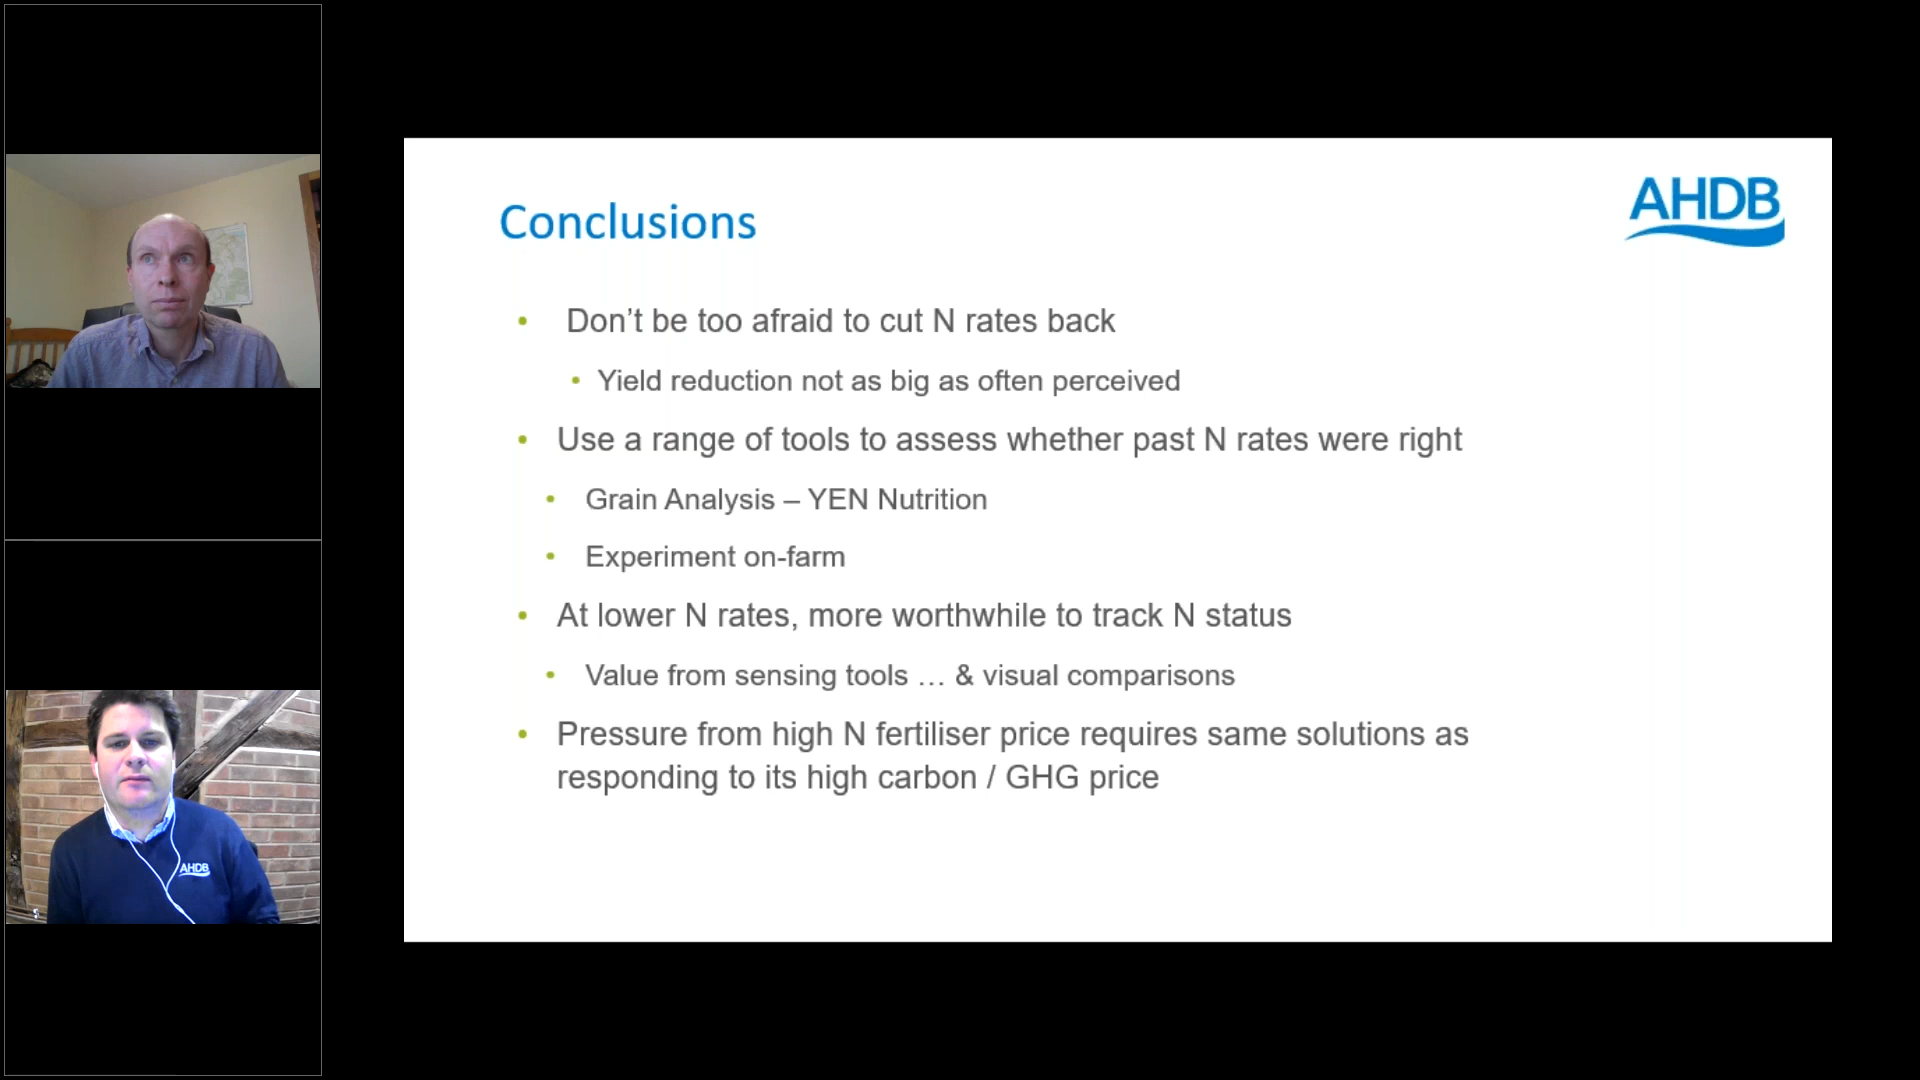 AHDB
Conclusions
• Don’t be too afraid to cut N rates back
• Yield reduction not as big as often perceived
• Use a range of tools to assess whether past N rates were right
• Grain Analysis – YEN Nutrition
• Experiment on-farm
• At lower N rates, more worthwhile to track N status
• Value from sensing tools … & visual comparisons
• Pressure from high N fertiliser price requires same solutions as
responding to its high carbon / GHG price
AHDB